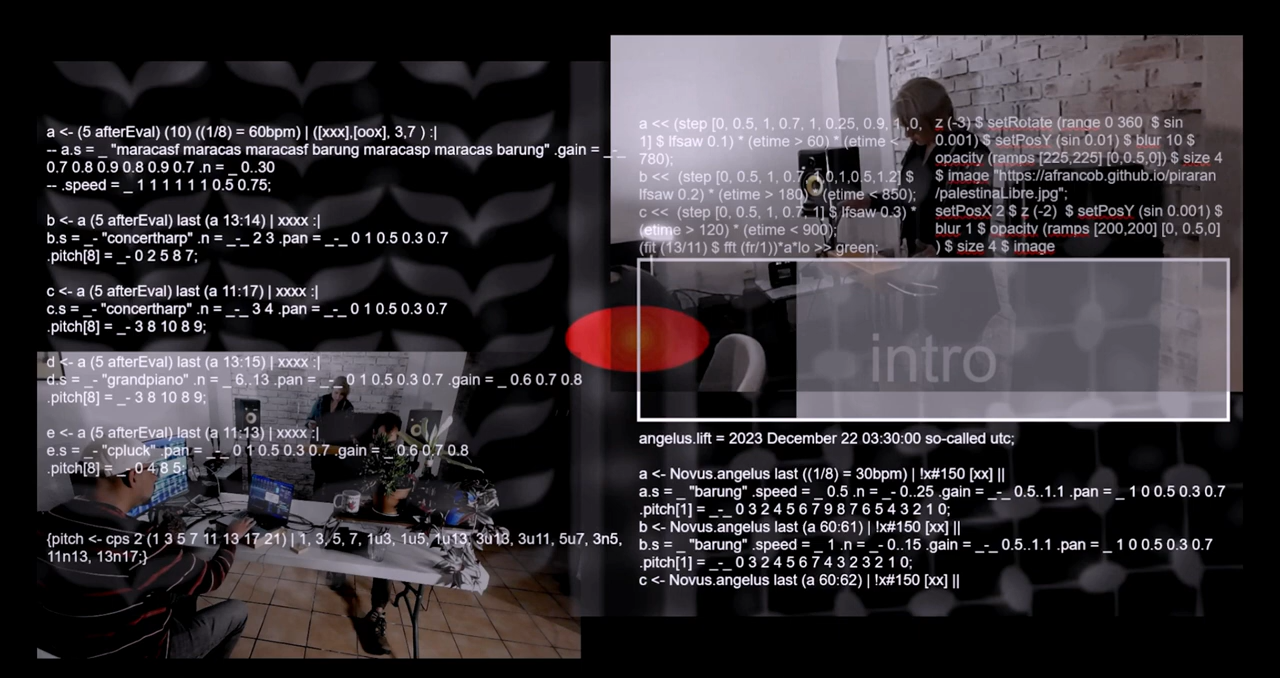 a <- (5 afterEval) (10) ((1/8) = 60bpm) | ([xxx],[oox], 3,7 ) :|
-- a.s = _ "maracasf maracas maracasf barung maracasp maracas barung" .gain = _-_
0.7 0.8 0.9 0.8 0.9 0.7 .n = _ 0..30
-- .speed = _ 1 1 1 1 1 0.5 0.75;
b <- a (5 afterEval) last (a 13:14) | xxxx :|
b.s = _- "concertharp" .n = _-_ 2 3 .pan = _-_ 0 1 0.5 0.3 0.7
.pitch[8] = _- 0 2 5 8 7;
c <- a (5 afterEval) last (a 11:17) | xxxx :|
c.s = _- "concertharp" .n = _-_ 3 4 .pan = _-_ 0 1 0.5 0.3 0.7
.pitch[8] = _- 3 8 10 8 9;
d <- a (5 afterEval) last (a 13:15) | xxxx :|
d.s = _- "grandpiano" .n = _ 6..13 .pan = _-_ 0 1 0.5 0.3 0.7 .gain = _ 0.6 0.7 0.8
.pitch[8] = _- 3 8 10 8 9;
e <- a (5 afterEval) last (a 11:13) | xxxx :|
e.s = _- "cpluck" .pan = _-_ 0 1 0.5 0.3 0.7 .gain = _ 0.6 0.7 0.8
.pitch[8] = _- 0 4 8 5;
{pitch <- cps 2 (1 3 5 7 11 13 17 21) | 1, 3, 5, 7, 1u3, 1u5, 1u13, 3u13, 3u11, 5u7, 3n5,
11n13, 13n17;}
a << (step [0, 0.5, 1, 0.7, 1, 0.25, 0.9, 1, 0,
1] $ lfsaw 0.1) * (etime > 60) * (etime <
780);
b << (step [0, 0.5, 1, 0.7, 1,0,1,0.5,1.2] $
lfsaw 0.2) * (etime > 180) * (etime < 850);
c << (step [0, 0.5, 1, 0.7, 1] $ lfsaw 0.3) *
(etime > 120) * (etime < 900);
(fit (13/11) $ fft (fr/1))*a*lo >> green;
z (-3) $ setRotate (range 0 360 $ sin
0.001) $ setPosY (sin 0.01) $ blur 10 $
opacity (ramps [225,225] [0,0.5,0]) $ size 4
$ image "https://afrancob.github.io/piraran
/palestinaLibre.jpg";
setPosX 2 $ z (-2) $ setPosY (sin 0.001) $
blur 1 $ opacity (ramps [200,200] [0, 0.5,0]
) $ size 4 $ image
intro
angelus.lift = 2023 December 22 03:30:00 so-called utc;
a <- Novus.angelus last ((1/8) = 30bpm) | !x#150 [xx] ||
a.s = _ "barung" .speed = _ 0.5 .n = _- 0..25 .gain = _-_ 0.5..1.1 .pan = _ 1 0 0.5 0.3 0.7
.pitch[1] = _-_ 0 3 2 4 5 6 7 9 8 7 6 5 4 3 2 1 0;
b <- Novus.angelus last (a 60:61) | !x#150 [xx] ||
b.s = _ "barung" .speed = _ 1 .n = _- 0..15 .gain = _-_ 0.5..1.1 .pan = _ 1 0 0.5 0.3 0.7
.pitch[1] = _-_ 0 3 2 4 5 6 7 4 3 2 3 2 1 0;
c <- Novus.angelus last (a 60:62) | !x#150 [xx] ||